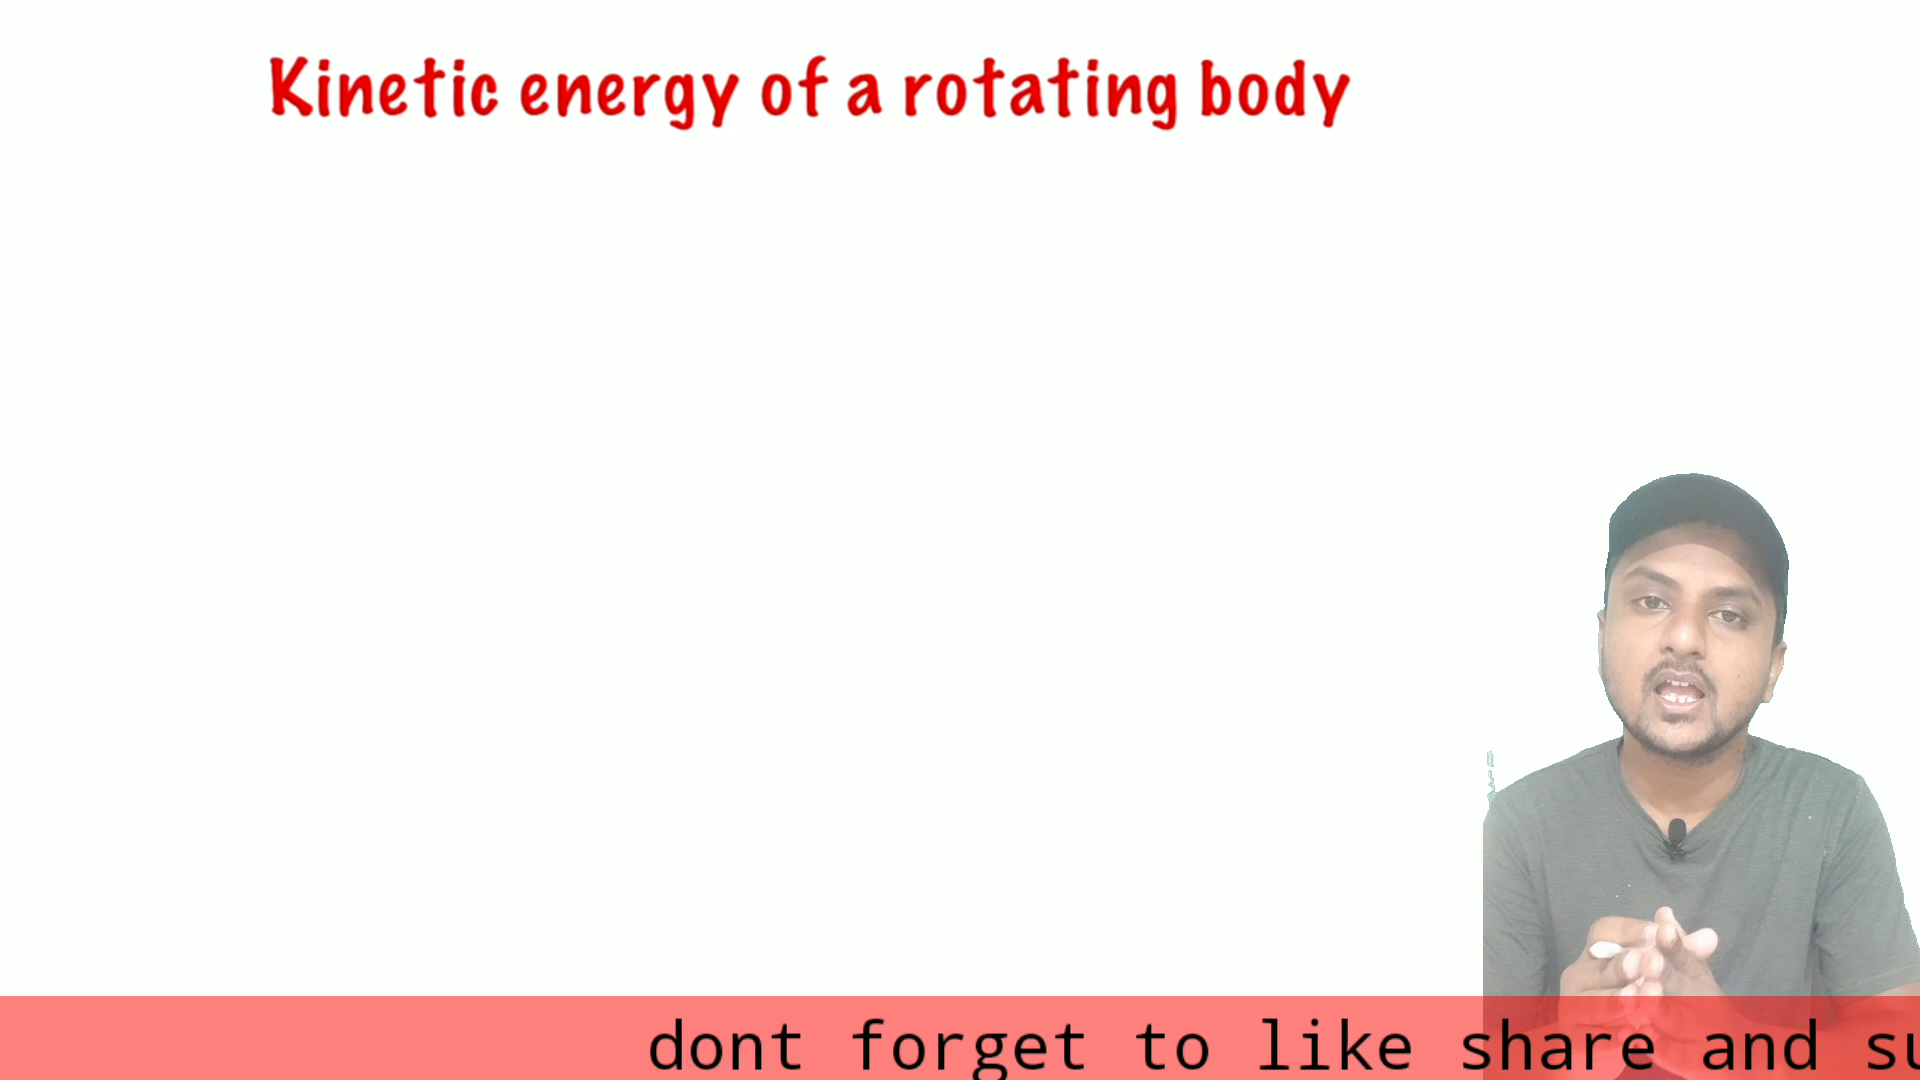 Kinetic energy of a rotating body
dont forget to like share and